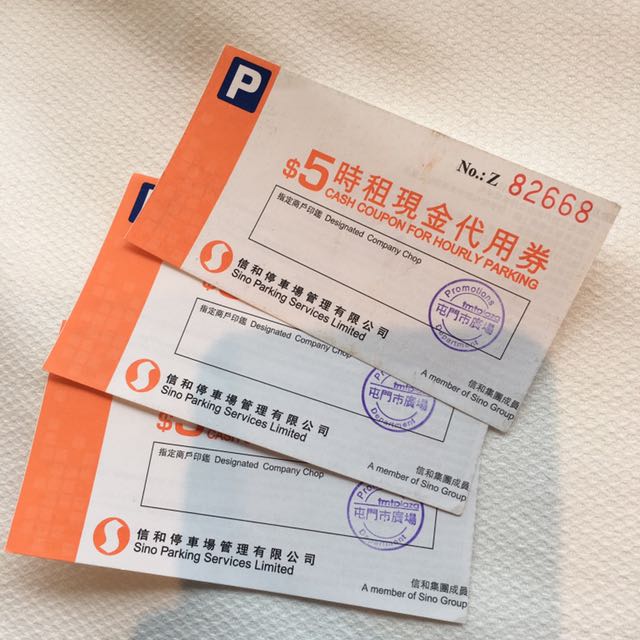 P
No.: Z 82668
$5時租現金代用券
CASH COUPON FOR HOURLY PARKING
指定商戶印鑑 Designated Company Chop
Promotions
tmtplaza
屯門市廣場
Department
信和停車場管理有限公司
Sino Parking Services Limited
信和集團成員
A member of Sino Group
P
指定商戶印鑑 Designated Company Chop
tmtplaza
屯門市廣場
Department
信和停車場管理有限公司
Sino Parking Services Limited
信和集團成員
A member of Sino Group
$5
CASH
指定商戶印鑑 Designated Company Chop
tmtplaza
屯門市廣場
Department
信和停車場管理有限公司
Sino Parking Services Limited
信和集團成員
A member of Sino Group